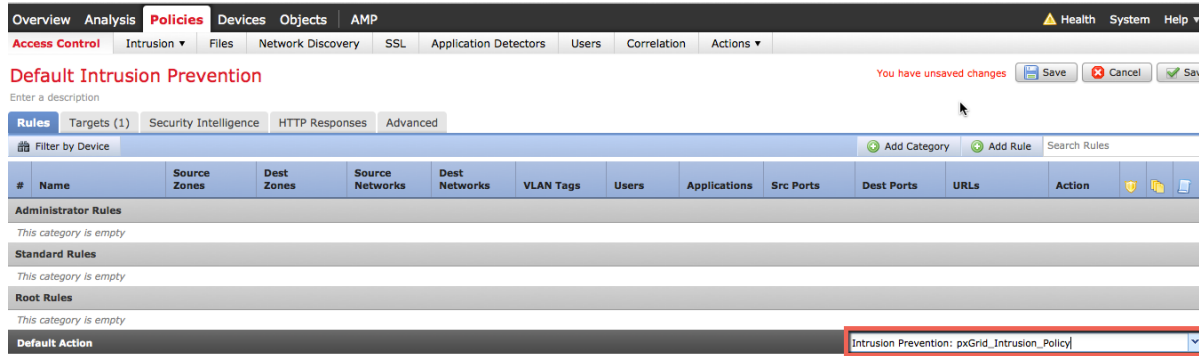 Overview Analysis Policies Devices Objects AMP Health System Help
Access Control Intrusion Files Network Discovery SSL Application Detectors Users Correlation Actions
Default Intrusion Prevention You have unsaved changes Save Cancel
Enter a description
Rules Targets (1) Security Intelligence HTTP Responses Advanced
Filter by Device Add Category Add Rule Search Rules
# Name Source Zones Dest Zones Source Networks Dest Networks VLAN Tags Users Applications Src Ports Dest Ports URLs Action
Administrator Rules
This category is empty
Standard Rules
This category is empty
Root Rules
This category is empty
Default Action Intrusion Prevention: pxGrid_Intrusion_Policy